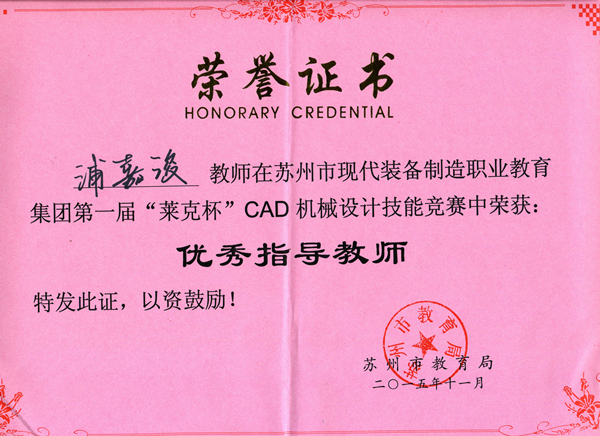 荣誉证书
HONORARY CREDENTIAL
浦嘉浚 教师在苏州市现代装备制造职业教育
集团第一届“莱克杯”CAD机械设计技能竞赛中荣获：
优秀指导教师
特发此证，以资鼓励！
苏州市教育局
苏州市教育局
二〇一五年十一月